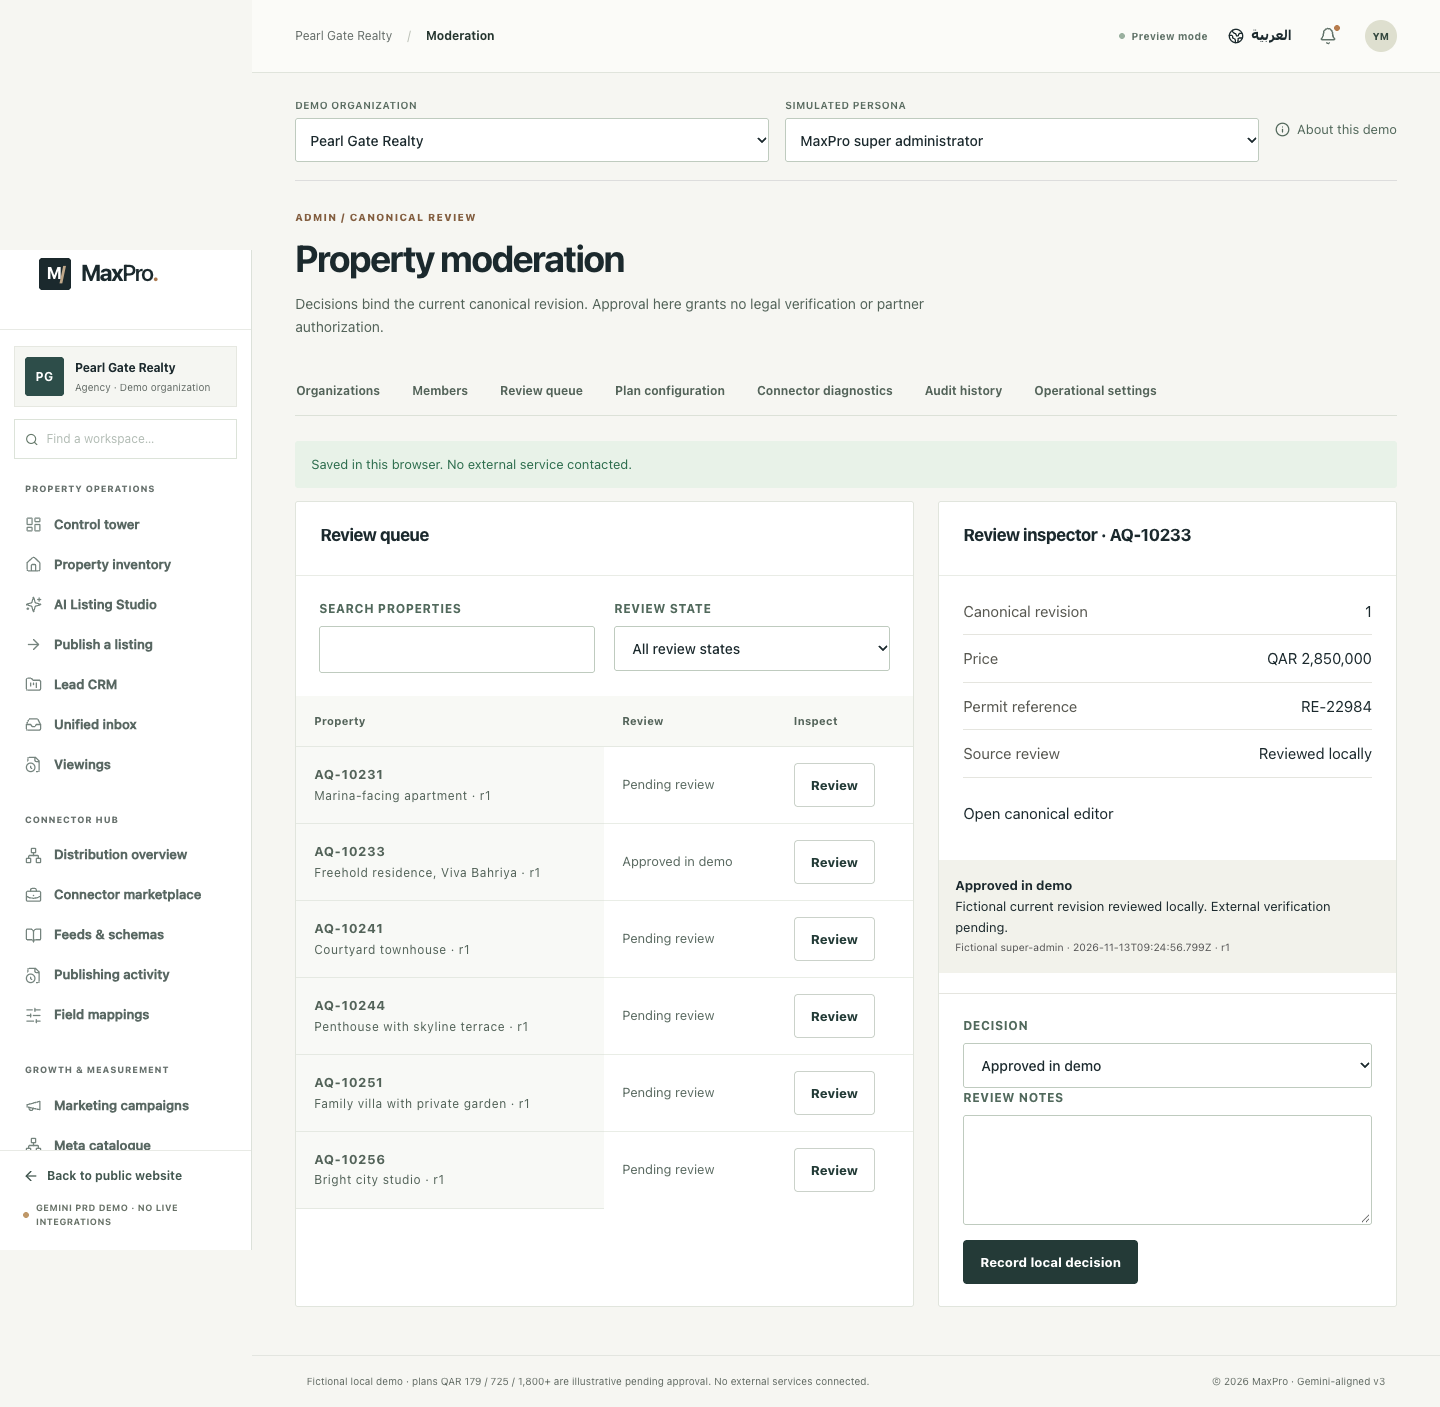 Pearl Gate Realty / Moderation
Preview mode
العربية
YM
DEMO ORGANIZATION
Pearl Gate Realty
SIMULATED PERSONA
MaxPro super administrator
About this demo
ADMIN / CANONICAL REVIEW
Property moderation
Decisions bind the current canonical revision. Approval here grants no legal verification or partner
authorization.
Organizations
Members
Review queue
Plan configuration
Connector diagnostics
Audit history
Operational settings
Saved in this browser. No external service contacted.
M/ MaxPro.
PG
Pearl Gate Realty
Agency · Demo organization
Find a workspace...
PROPERTY OPERATIONS
Control tower
Property inventory
AI Listing Studio
Publish a listing
Lead CRM
Unified inbox
Viewings
CONNECTOR HUB
Distribution overview
Connector marketplace
Feeds & schemas
Publishing activity
Field mappings
GROWTH & MEASUREMENT
Marketing campaigns
Meta catalogue
Back to public website
GEMINI PRD DEMO · NO LIVE
INTEGRATIONS
Review queue
SEARCH PROPERTIES
REVIEW STATE
All review states
Property
Review
Inspect
AQ-10231
Marina-facing apartment · r1
Pending review
Review
AQ-10233
Freehold residence, Viva Bahriya · r1
Approved in demo
Review
AQ-10241
Courtyard townhouse · r1
Pending review
Review
AQ-10244
Penthouse with skyline terrace · r1
Pending review
Review
AQ-10251
Family villa with private garden · r1
Pending review
Review
AQ-10256
Bright city studio · r1
Pending review
Review
Review inspector · AQ-10233
Canonical revision 1
Price QAR 2,850,000
Permit reference RE-22984
Source review Reviewed locally
Open canonical editor
Approved in demo
Fictional current revision reviewed locally. External verification
pending.
Fictional super-admin · 2026-11-13T09:24:56.799Z · r1
DECISION
Approved in demo
REVIEW NOTES
Record local decision
Fictional local demo · plans QAR 179 / 725 / 1,800+ are illustrative pending approval. No external services connected.
© 2026 MaxPro · Gemini-aligned v3